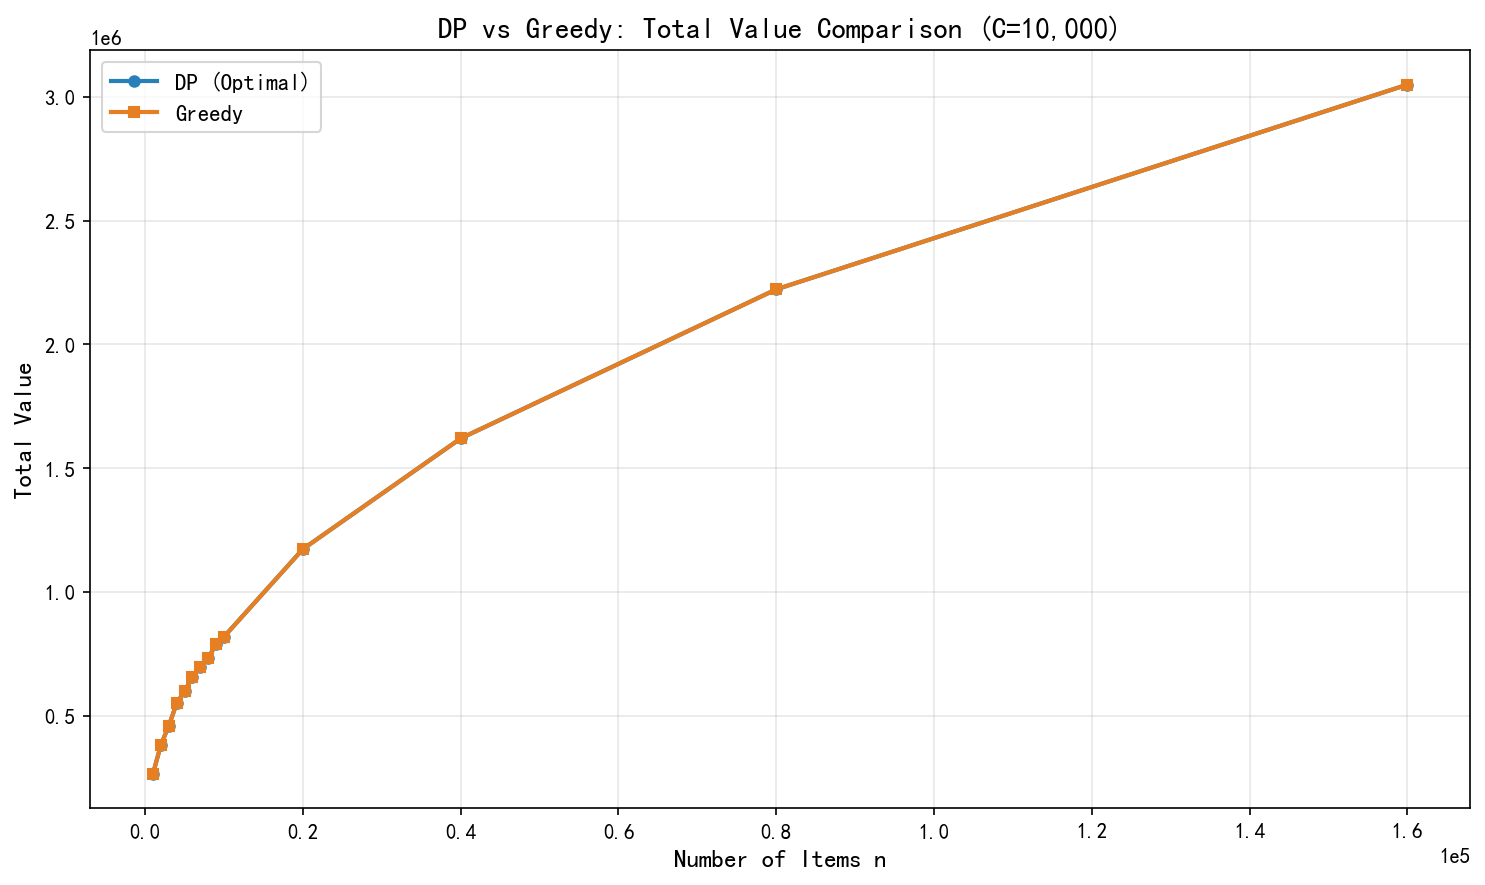 DP vs Greedy: Total Value Comparison (C=10,000)
1e6
DP (Optimal)
Greedy
3.0
2.5
2.0
1.5
1.0
0.5
Total Value
0.0 0.2 0.4 0.6 0.8 1.0 1.2 1.4 1.6
1e5
Number of Items n